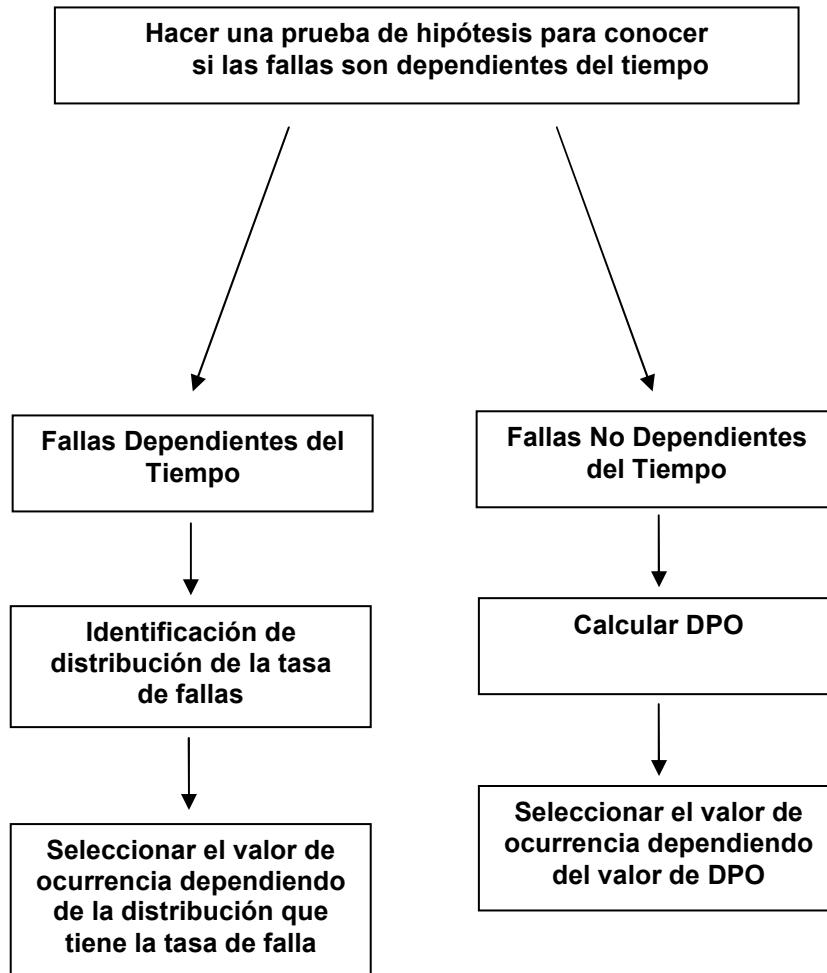 Hacer una prueba de hipótesis para conocer
si las fallas son dependientes del tiempo
Fallas Dependientes del
Tiempo
Fallas No Dependientes
del Tiempo
Identificación de
distribución de la tasa
de fallas
Calcular DPO
Seleccionar el valor de
ocurrencia dependiendo
de la distribución que
tiene la tasa de falla
Seleccionar el valor de
ocurrencia dependiendo
del valor de DPO